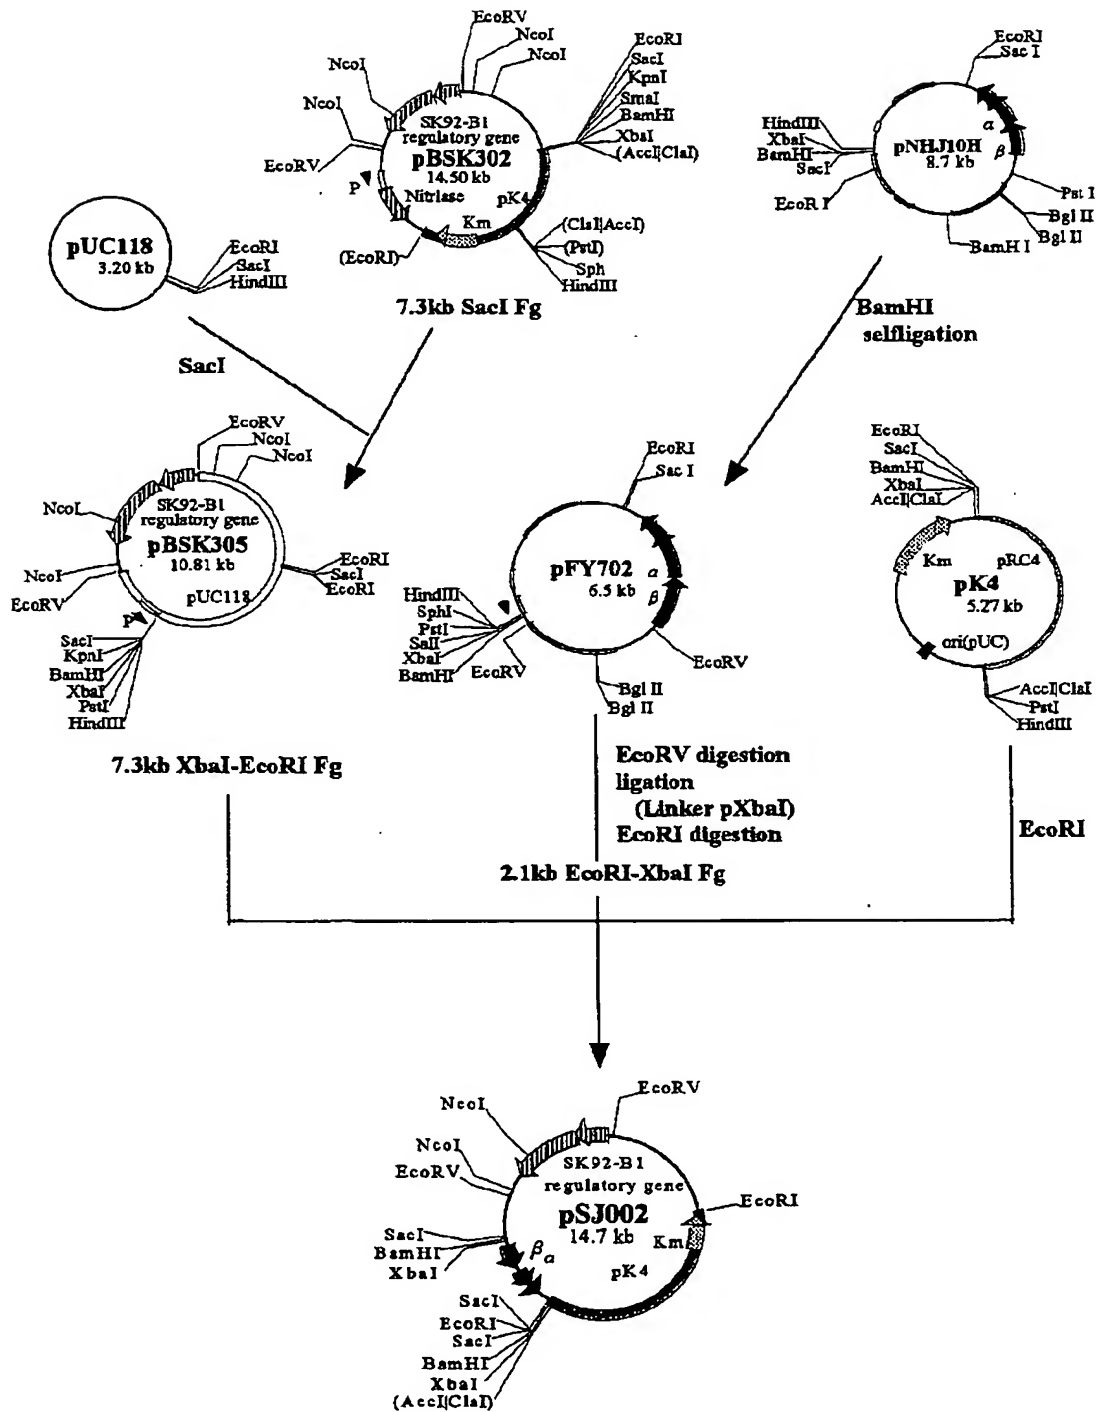 EcoRV
NcoI
NcoI
NcoI
NcoI
EcoRV
SK92-B1
regulatory gene
pBSK302
14.50 kb
P
Nitrlase
pK4
Km
(EcoRI)
EcoRI
SacI
KpnI
SmaI
BamHI
XbaI
(AccI|ClaI)
(ClaI|AccI)
(PstI)
Sph
HindIII
7.3kb SacI Fg
EcoRI
Sac I
HindIII
XbaI
BamHI
SacI
EcoR I
pNHJ10H
8.7 kb
α
β
Pst I
Bgl II
Bgl II
BamH I
pUC118
3.20 kb
EcoRI
SacI
HindIII
SacI
BamHI
selfligation
EcoRV
NcoI
NcoI
NcoI
SK92-B1
regulatory gene
pBSK305
10.81 kb
pUC118
NcoI
EcoRV
P
EcoRI
SacI
EcoRI
SacI
KpnI
BamHI
XbaI
PstI
HindIII
7.3kb XbaI-EcoRI Fg
EcoRI
Sac I
pFY702
6.5 kb
α
β
HindIII
SphI
PstI
SalI
XbaI
BamHI
EcoRV
EcoRV
Bgl II
Bgl II
EcoRI
SacI
BamHI
XbaI
AccI|ClaI
Km
pRC4
pK4
5.27 kb
ori(pUC)
AccI|ClaI
PstI
HindIII
EcoRV digestion
ligation
(Linker pXbaI)
EcoRI digestion
EcoRI
2.1kb EcoRI-XbaI Fg
EcoRV
NcoI
NcoI
EcoRV
SK92-B1
regulatory gene
pSJ002
14.7 kb
Km
pK4
EcoRI
β
α
SacI
BamHI
XbaI
SacI
EcoRI
SacI
BamHI
XbaI
(AccI|ClaI)